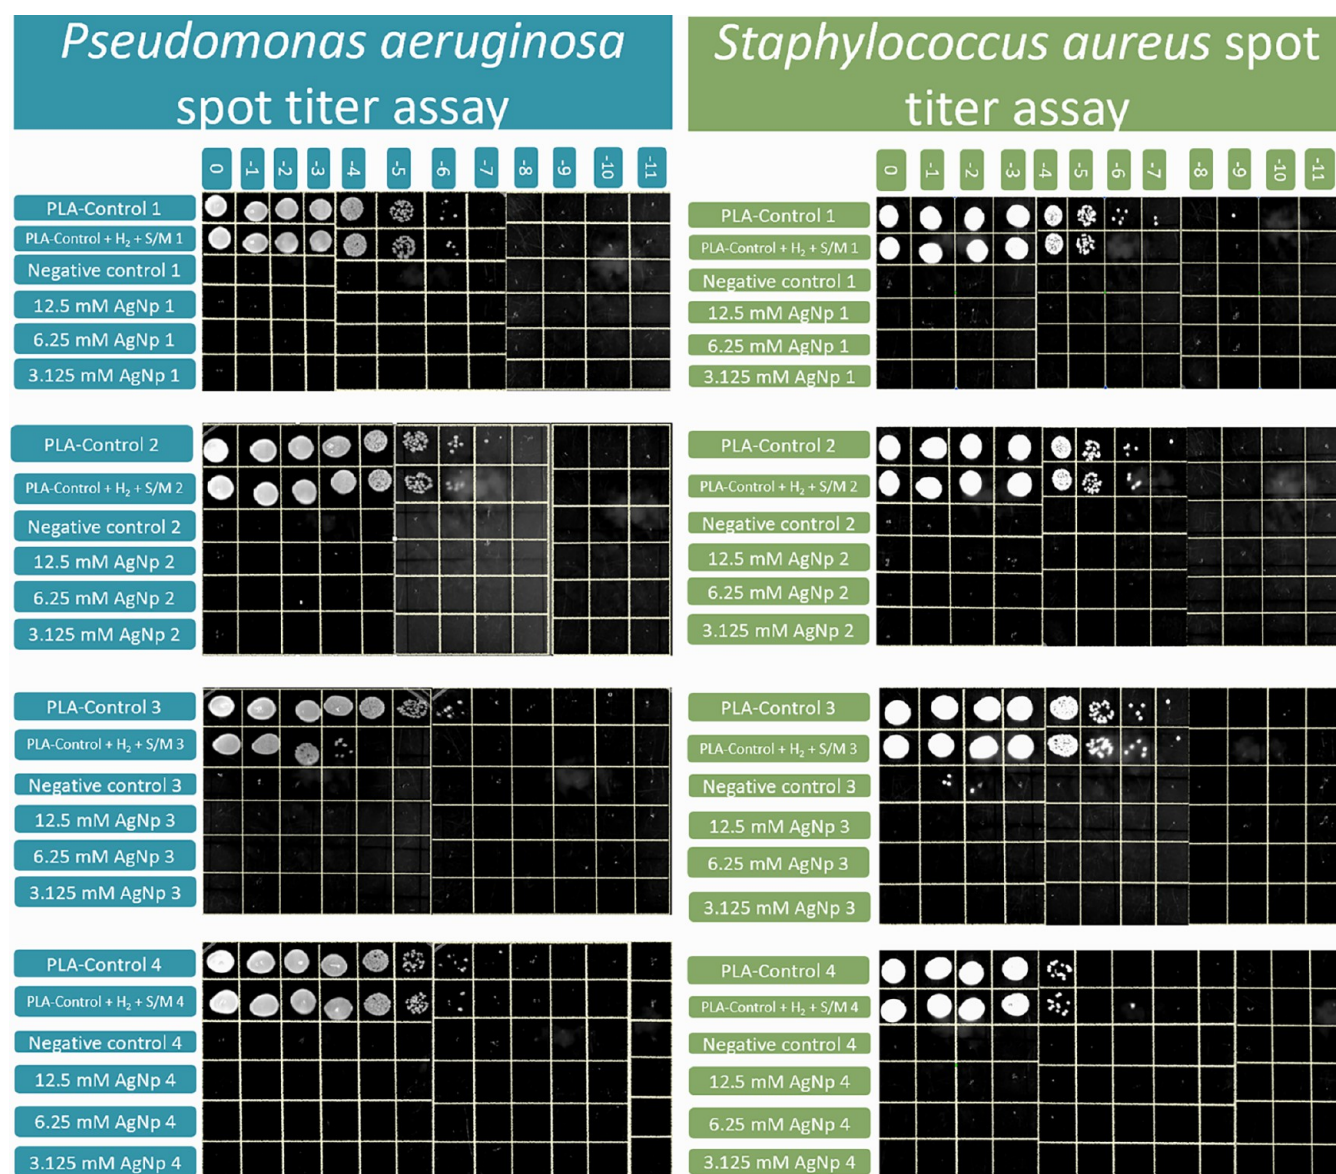 Pseudomonas aeruginosa
spot titer assay
0 -1 -2 -3 -4 -5 -6 -7 -8 -9 -10 -11
PLA-Control 1
PLA-Control + H₂ + S/M 1
Negative control 1
12.5 mM AgNp 1
6.25 mM AgNp 1
3.125 mM AgNp 1
PLA-Control 2
PLA-Control + H₂ + S/M 2
Negative control 2
12.5 mM AgNp 2
6.25 mM AgNp 2
3.125 mM AgNp 2
PLA-Control 3
PLA-Control + H₂ + S/M 3
Negative control 3
12.5 mM AgNp 3
6.25 mM AgNp 3
3.125 mM AgNp 3
PLA-Control 4
PLA-Control + H₂ + S/M 4
Negative control 4
12.5 mM AgNp 4
6.25 mM AgNp 4
3.125 mM AgNp 4
Staphylococcus aureus spot
titer assay
0 -1 -2 -3 -4 -5 -6 -7 -8 -9 -10 -11
PLA-Control 1
PLA-Control + H₂ + S/M 1
Negative control 1
12.5 mM AgNp 1
6.25 mM AgNp 1
3.125 mM AgNp 1
PLA-Control 2
PLA-Control + H₂ + S/M 2
Negative control 2
12.5 mM AgNp 2
6.25 mM AgNp 2
3.125 mM AgNp 2
PLA-Control 3
PLA-Control + H₂ + S/M 3
Negative control 3
12.5 mM AgNp 3
6.25 mM AgNp 3
3.125 mM AgNp 3
PLA-Control 4
PLA-Control + H₂ + S/M 4
Negative control 4
12.5 mM AgNp 4
6.25 mM AgNp 4
3.125 mM AgNp 4